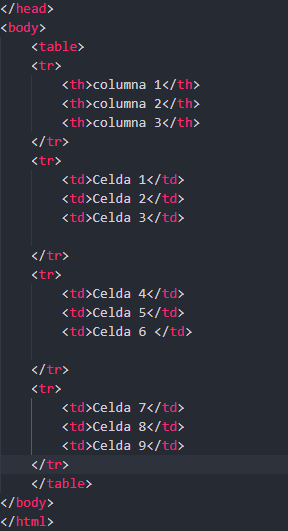 </head>
<body>
<table>
<tr>
<th>columna 1</th>
<th>columna 2</th>
<th>columna 3</th>
</tr>
<tr>
<td>Celda 1</td>
<td>Celda 2</td>
<td>Celda 3</td>
</tr>
<tr>
<td>Celda 4</td>
<td>Celda 5</td>
<td>Celda 6 </td>
</tr>
<tr>
<td>Celda 7</td>
<td>Celda 8</td>
<td>Celda 9</td>
</tr>
</table>
</body>
</html>